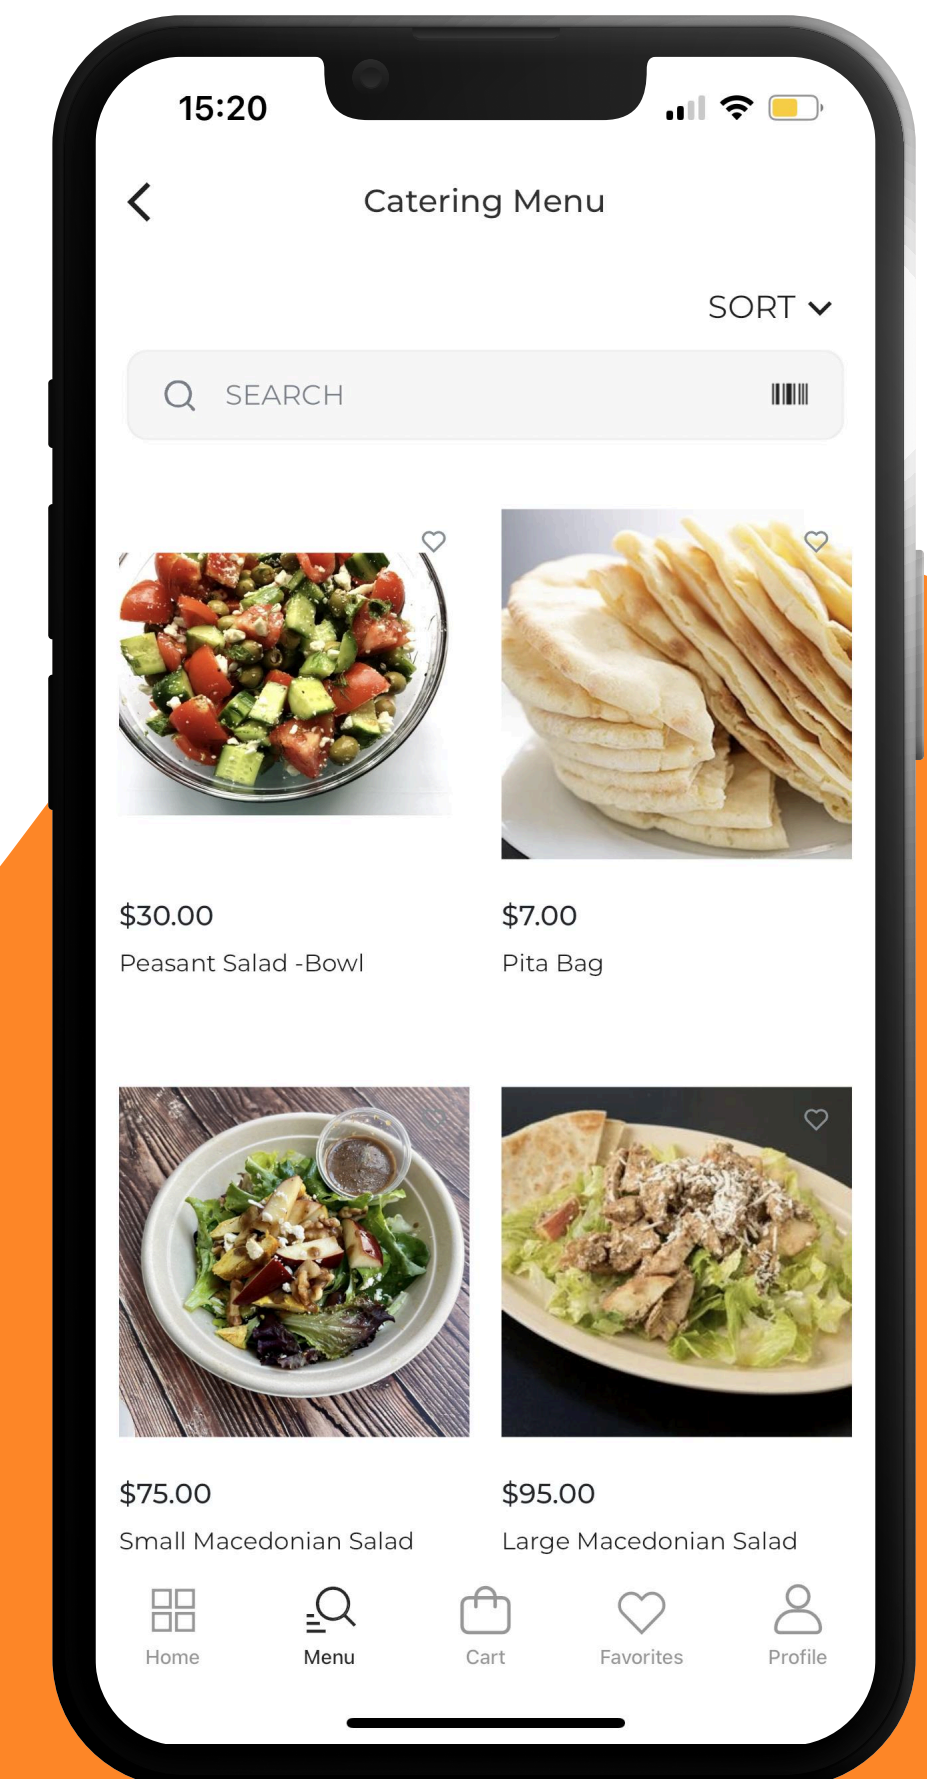 15:20
Catering Menu
SORT
SEARCH
$30.00
Peasant Salad -Bowl
$7.00
Pita Bag
$75.00
Small Macedonian Salad
$95.00
Large Macedonian Salad
Home
Menu
Cart
Favorites
Profile